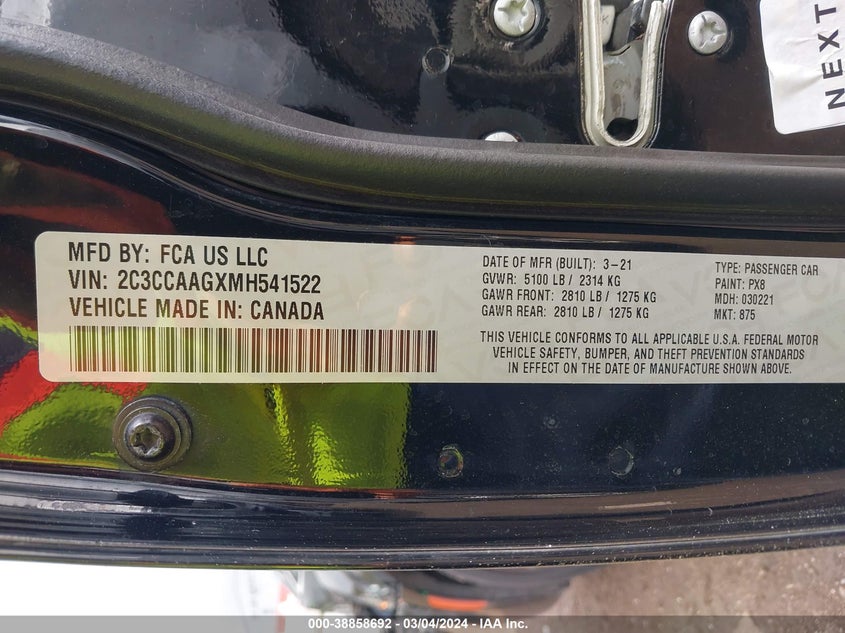 NEXT
MFD BY: FCA US LLC
VIN: 2C3CCAAGXMH541522
VEHICLE MADE IN: CANADA
DATE OF MFR (BUILT): 3-21
GVWR: 5100 LB / 2314 KG
GAWR FRONT: 2810 LB / 1275 KG
GAWR REAR: 2810 LB / 1275 KG
TYPE: PASSENGER CAR
PAINT: PX8
MDH: 030221
MKT: 875
THIS VEHICLE CONFORMS TO ALL APPLICABLE U.S.A. FEDERAL MOTOR
VEHICLE SAFETY, BUMPER, AND THEFT PREVENTION STANDARDS
IN EFFECT ON THE DATE OF MANUFACTURE SHOWN ABOVE.
000-38858692 - 03/04/2024 - IAA Inc.